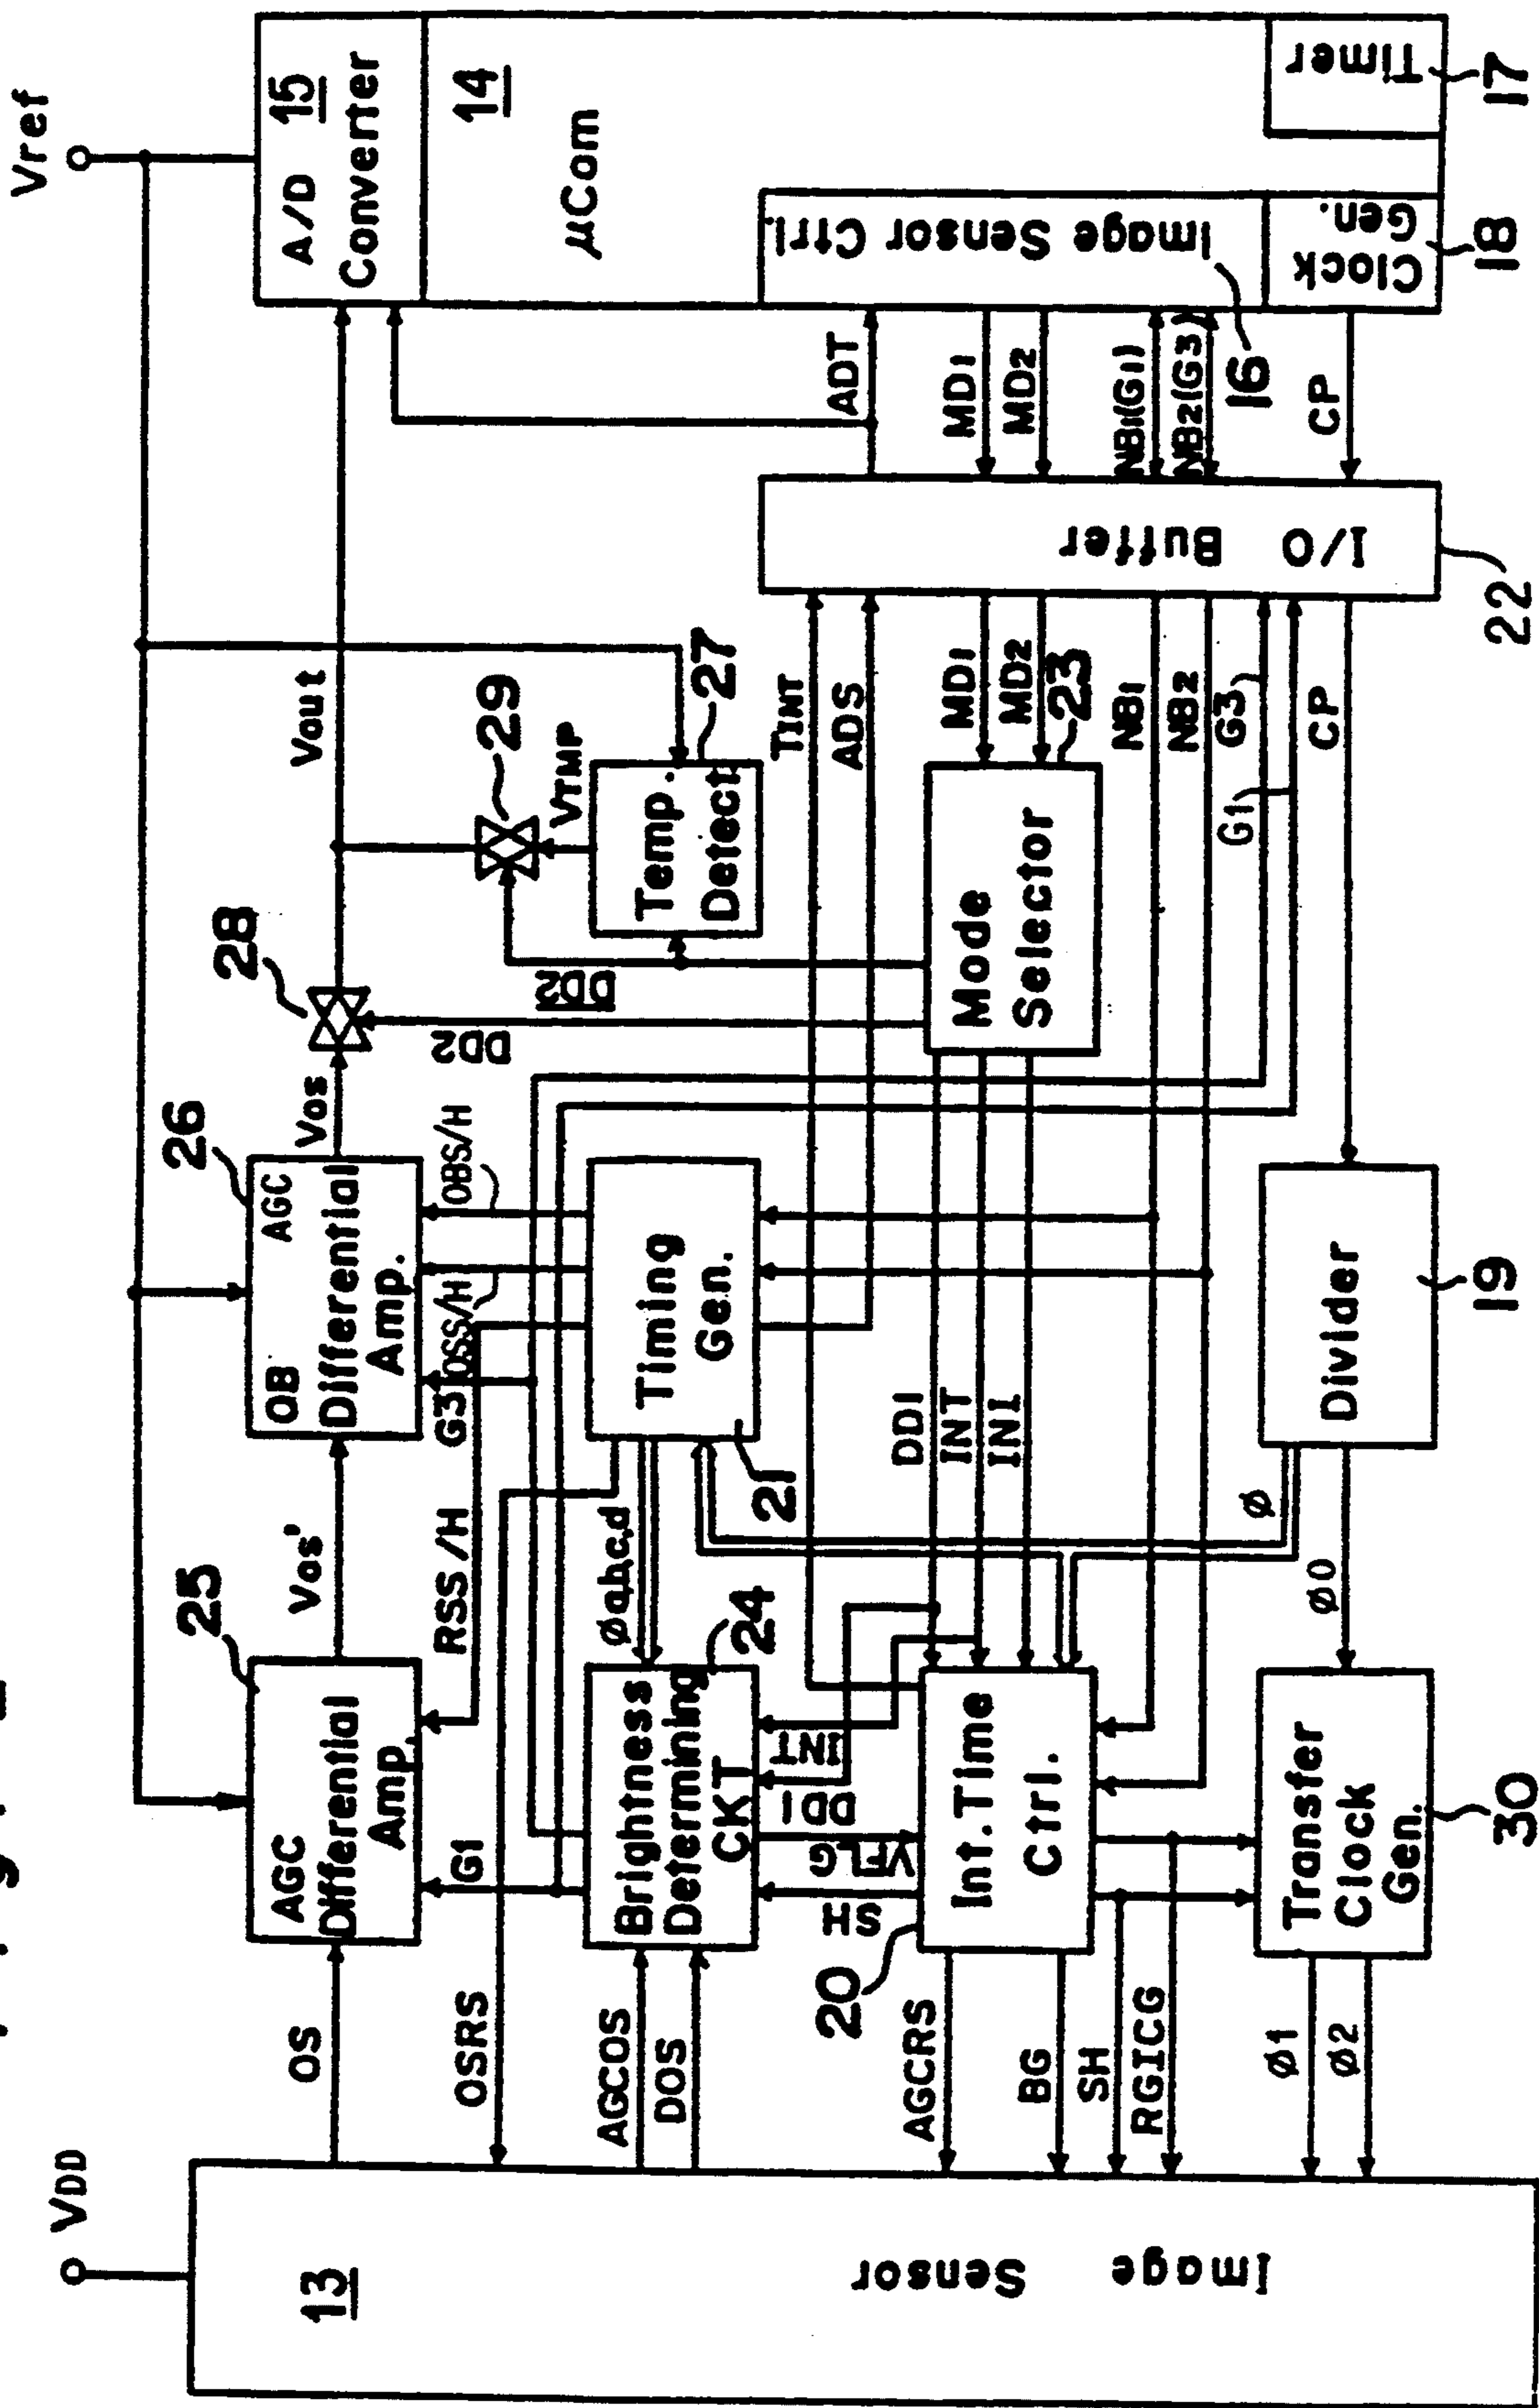 VDD
13
Image Sensor
OS
OSRS
AGCOS
DOS
AGCRS
BG
SH
RGICG
ø1
ø2
25
AGC
Differential
Amp.
G1
Vos'
RSS/H
24
Brightness
Determining
CKT
øa,b,c,d
SH
VFLG
DD1
INT
20
Int. Time
Ctrl.
DD1
INT
INI
Transfer
Clock
Gen.
30
ø0
ø
26
OB AGC
Differential
Amp.
G3
OSS/H
OBS/H
Vos
21
Timing
Gen.
Divider
19
28
DD2
DD2
29
VTMP
Temp.
Detect
27
Vout
Mode
Selector
23
MD1
MD2
TINT
ADS
NB1
NB2
G3
G1
CP
I/O Buffer
22
ADT
MD1
MD2
NB1(G1)
NB2(G3)
CP
Vref
A/D 15
Converter
14
µCom
Image Sensor Ctrl.
16
Clock
Gen.
18
Timer
17